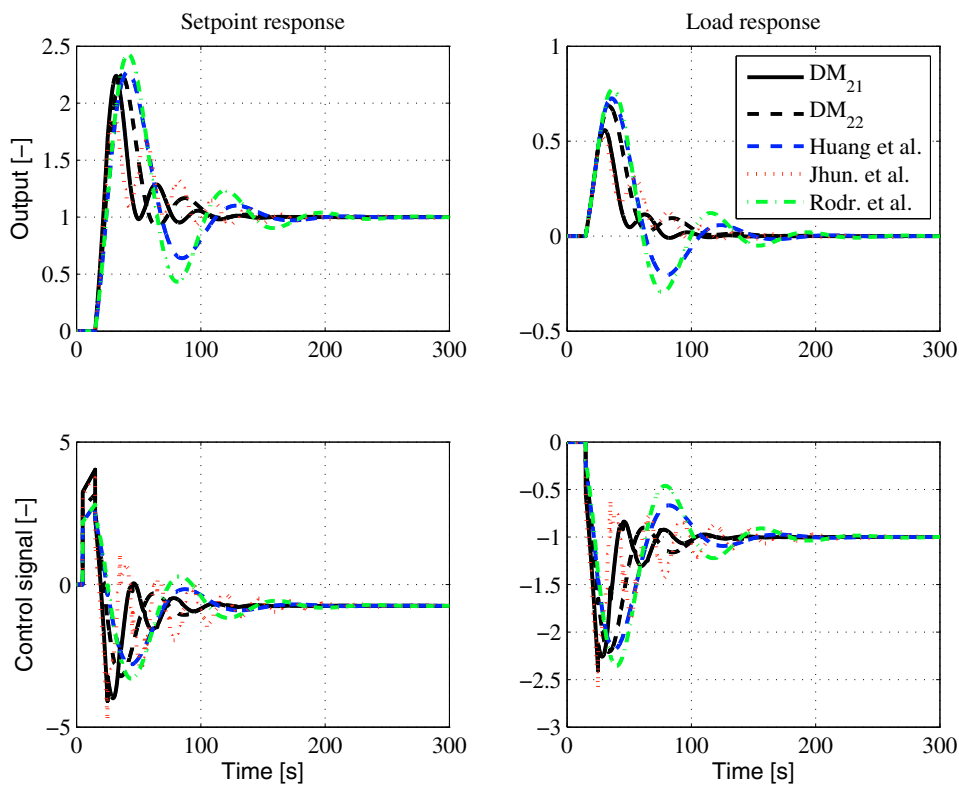 Setpoint response
Load response
Output [−]
2.5
2
1.5
1
0.5
0
0 100 200 300
1
0.5
0
−0.5
0 100 200 300
DM21
DM22
Huang et al.
Jhun. et al.
Rodr. et al.
Control signal [−]
5
0
−5
0 100 200 300
Time [s]
0
−0.5
−1
−1.5
−2
−2.5
−3
0 100 200 300
Time [s]